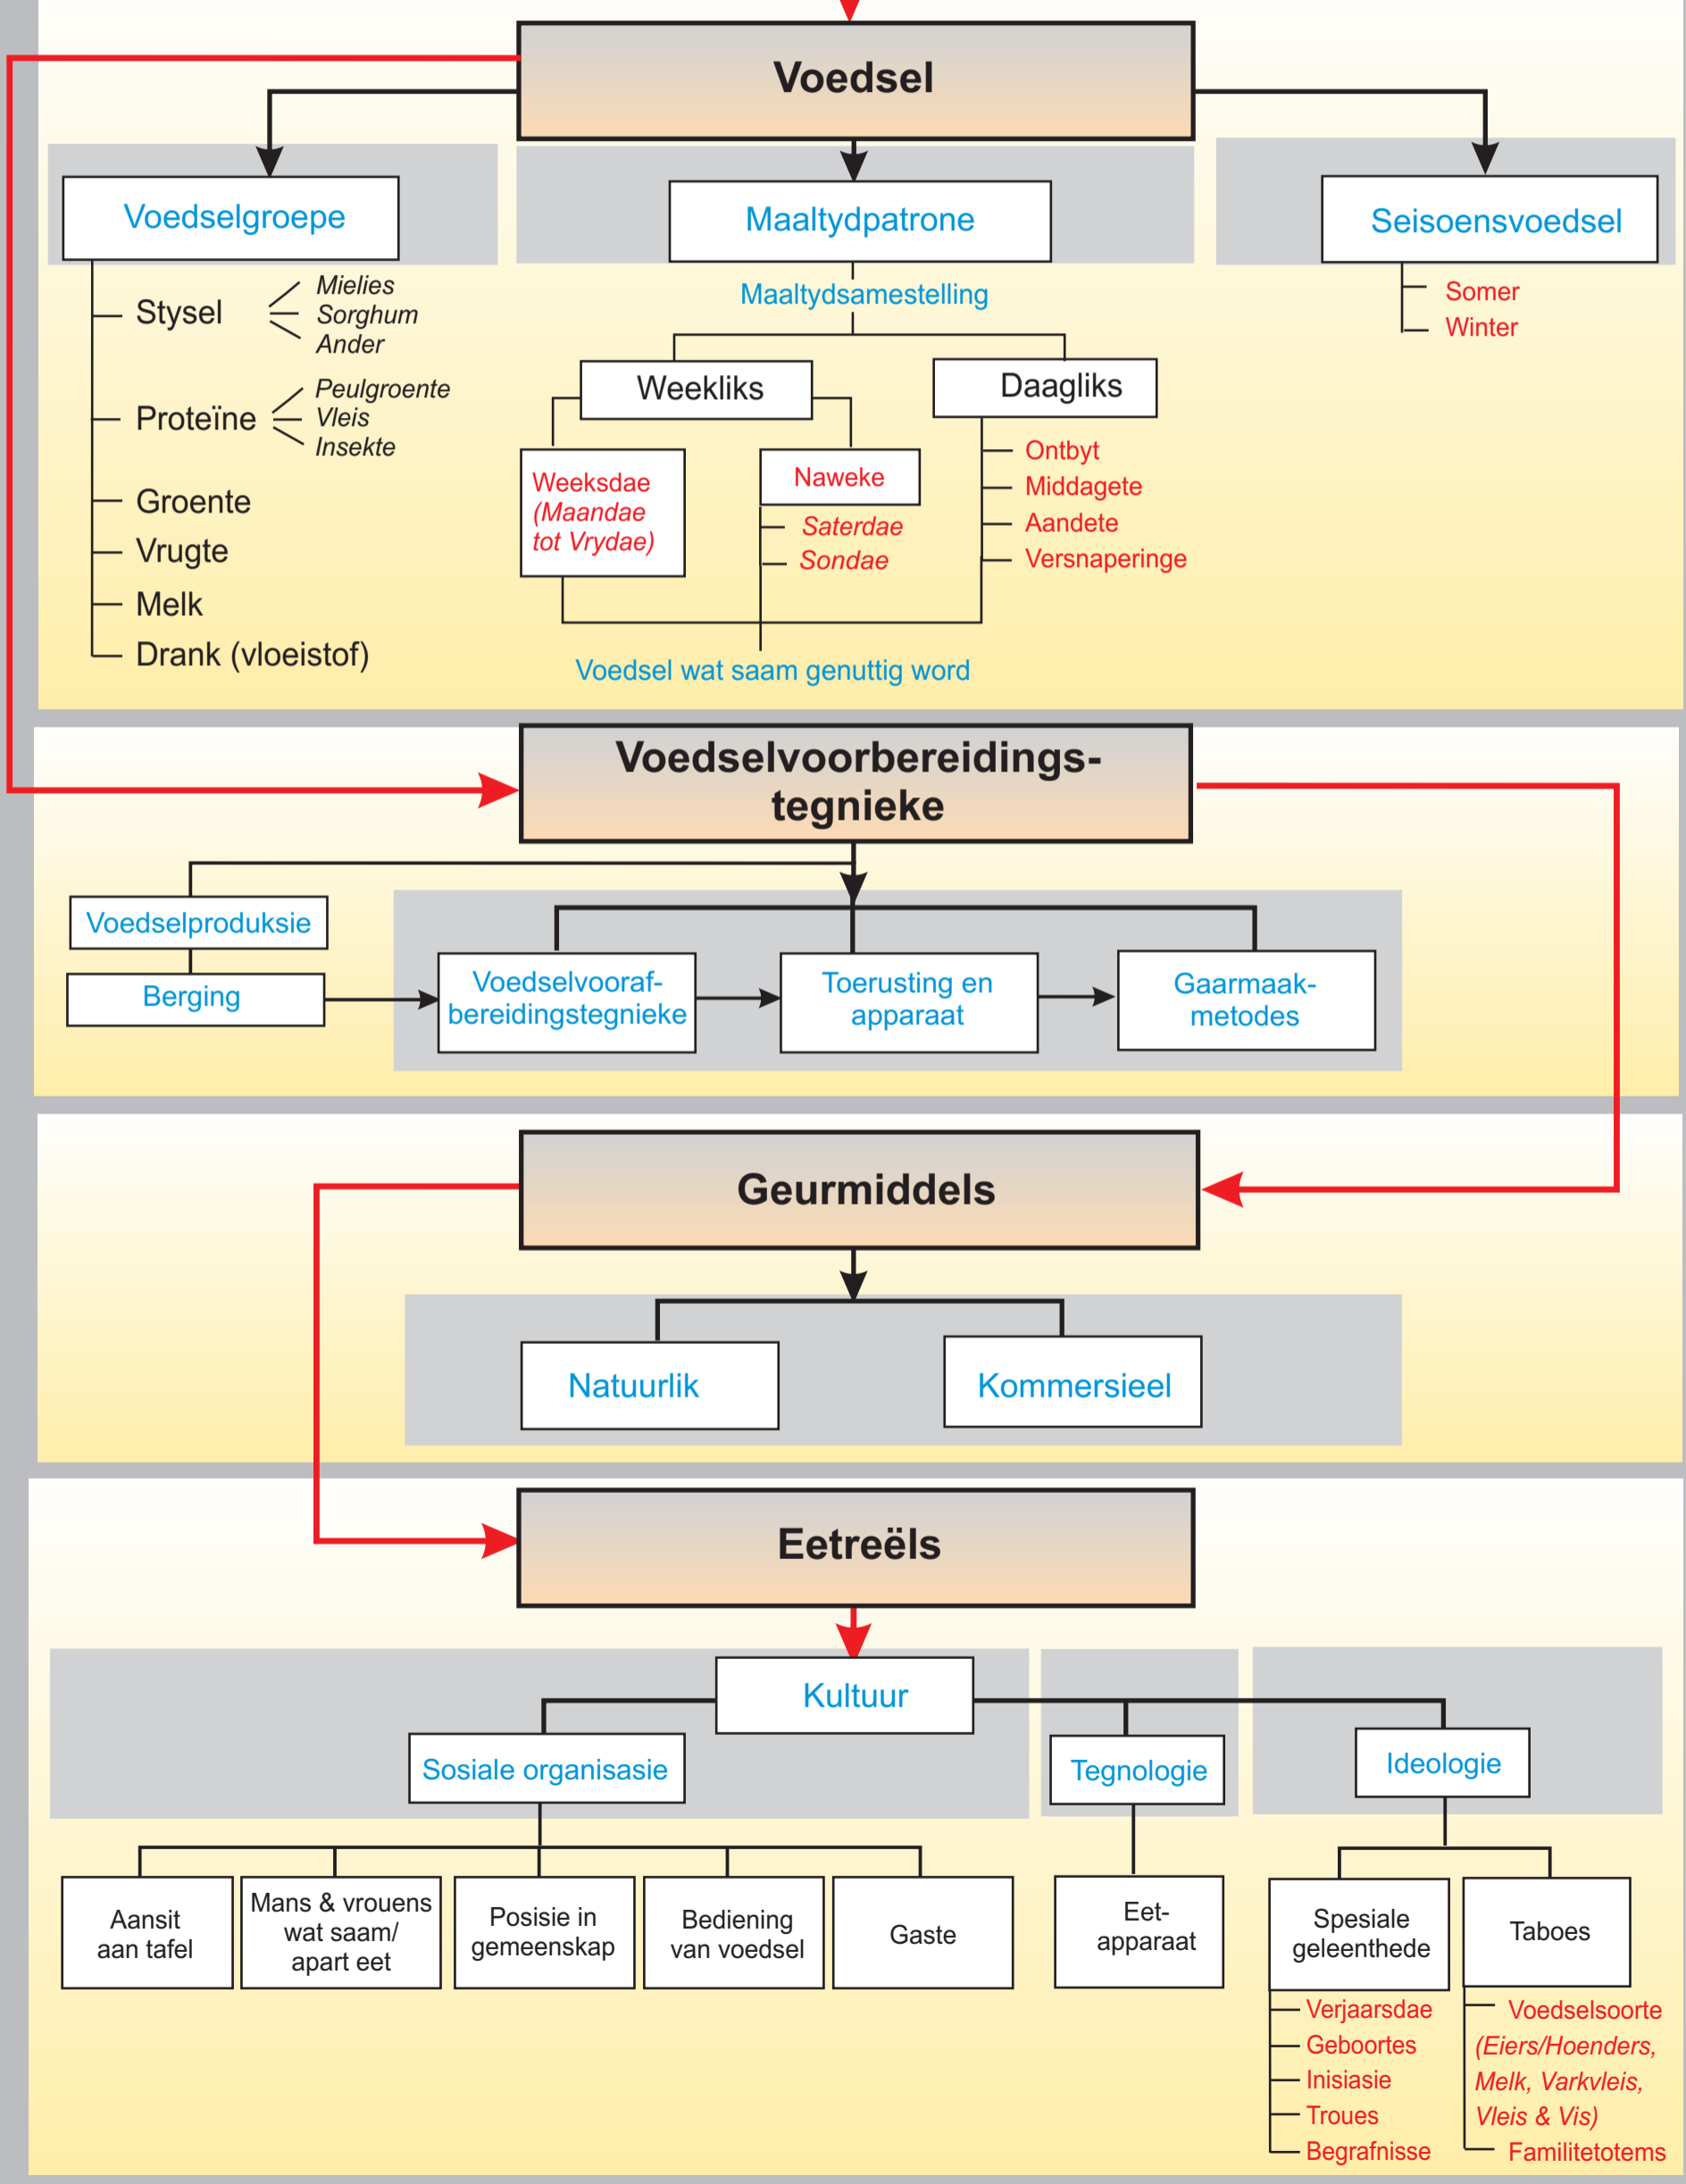 Voedsel
Voedselgroepe
Stysel
Mielies
Sorghum
Ander
Proteïne
Peulgroente
Vleis
Insekte
Groente
Vrugte
Melk
Drank (vloeistof)
Maaltydpatrone
Maaltydsamestelling
Weekliks
Weeksdae
(Maandae
tot Vrydae)
Naweke
Saterdae
Sondae
Daagliks
Ontbyt
Middagete
Aandete
Versnaperinge
Voedsel wat saam genuttig word
Seisoensvoedsel
Somer
Winter
Voedselvoorbereidings-
tegnieke
Voedselproduksie
Berging
Voedselvooraf-
bereidingstegnieke
Toerusting en
apparaat
Gaarmaak-
metodes
Geurmiddels
Natuurlik
Kommersieel
Eetreëls
Kultuur
Sosiale organisasie
Aansit
aan tafel
Mans & vrouens
wat saam/
apart eet
Posisie in
gemeenskap
Bediening
van voedsel
Gaste
Tegnologie
Eet-
apparaat
Ideologie
Spesiale
geleenthede
Verjaarsdae
Geboortes
Inisiasie
Troues
Begrafnisse
Taboes
Voedselsoorte
(Eiers/Hoenders,
Melk, Varkvleis,
Vleis & Vis)
Familitetotems